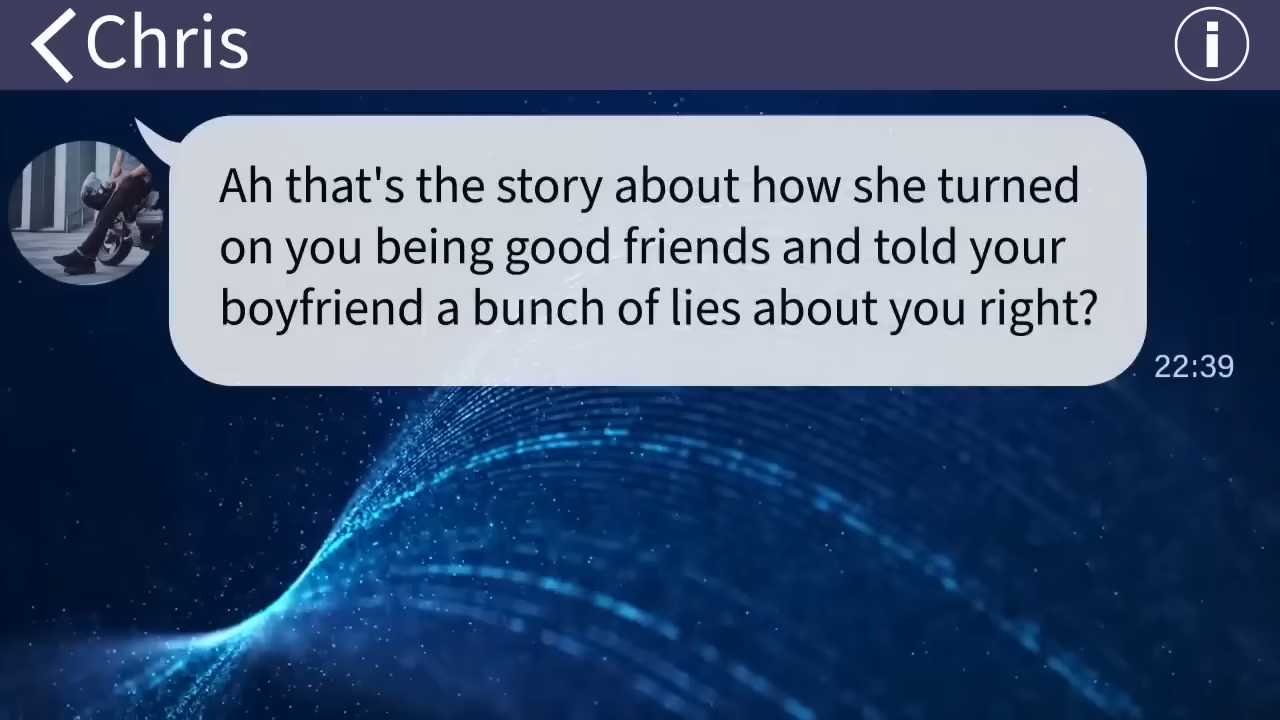 Chris
Ah that's the story about how she turned
on you being good friends and told your
boyfriend a bunch of lies about you right?
22:39